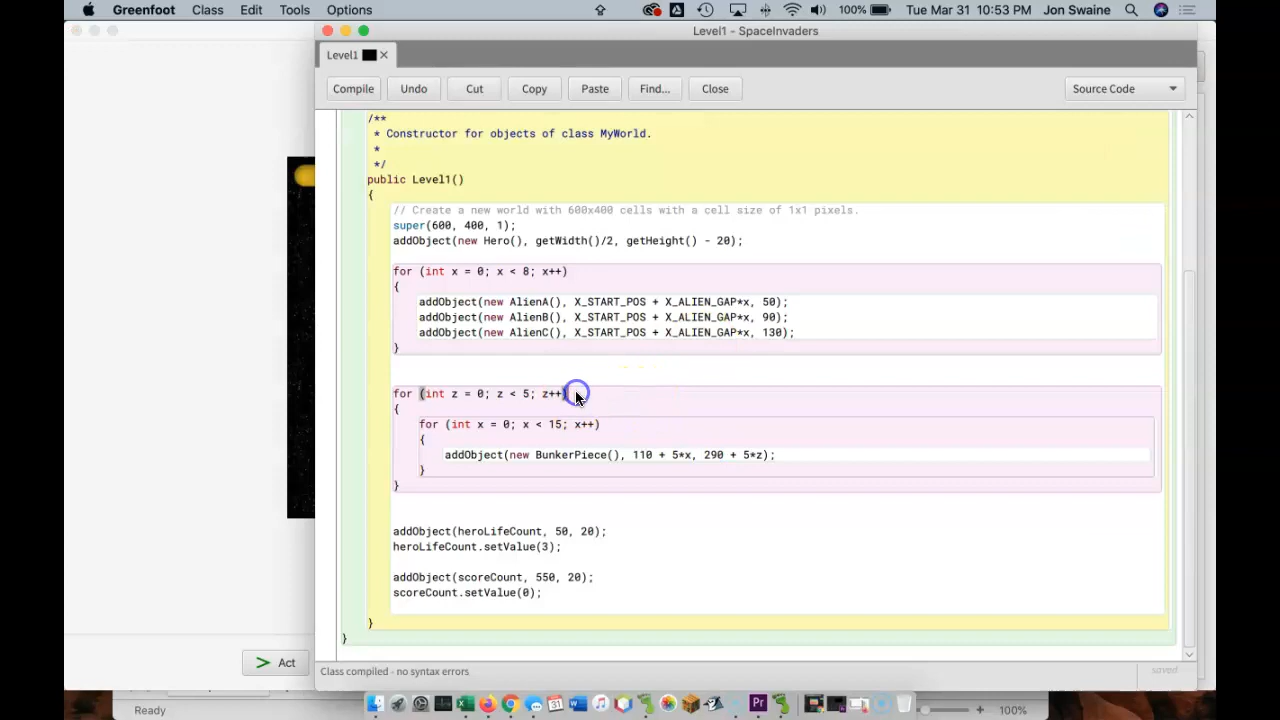 Greenfoot Class Edit Tools Options 100% Tue Mar 31 10:53 PM Jon Swaine
Level1 - SpaceInvaders
Level1
Compile Undo Cut Copy Paste Find... Close Source Code
/**
* Constructor for objects of class MyWorld.
*
*/
public Level1()
{
// Create a new world with 600x400 cells with a cell size of 1x1 pixels.
super(600, 400, 1);
addObject(new Hero(), getWidth()/2, getHeight() - 20);
for (int x = 0; x < 8; x++)
{
addObject(new AlienA(), X_START_POS + X_ALIEN_GAP*x, 50);
addObject(new AlienB(), X_START_POS + X_ALIEN_GAP*x, 90);
addObject(new AlienC(), X_START_POS + X_ALIEN_GAP*x, 130);
}
for (int z = 0; z < 5; z++)
{
for (int x = 0; x < 15; x++)
{
addObject(new BunkerPiece(), 110 + 5*x, 290 + 5*z);
}
}
addObject(heroLifeCount, 50, 20);
heroLifeCount.setValue(3);
addObject(scoreCount, 550, 20);
scoreCount.setValue(0);
}
}
Act
Class compiled - no syntax errors saved
Ready 100%